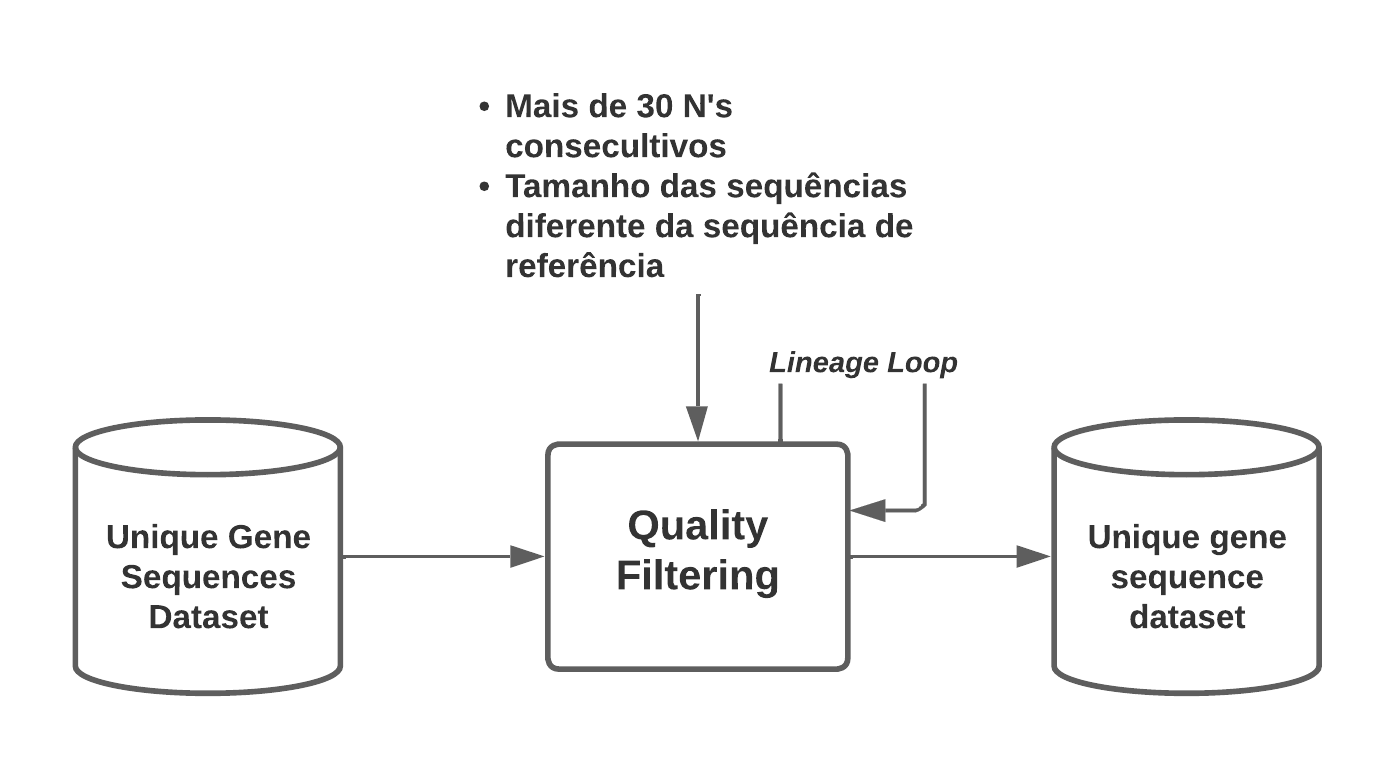 • Mais de 30 N's
consecultivos
• Tamanho das sequências
diferente da sequência de
referência
Lineage Loop
Unique Gene
Sequences
Dataset
Quality
Filtering
Unique gene
sequence
dataset